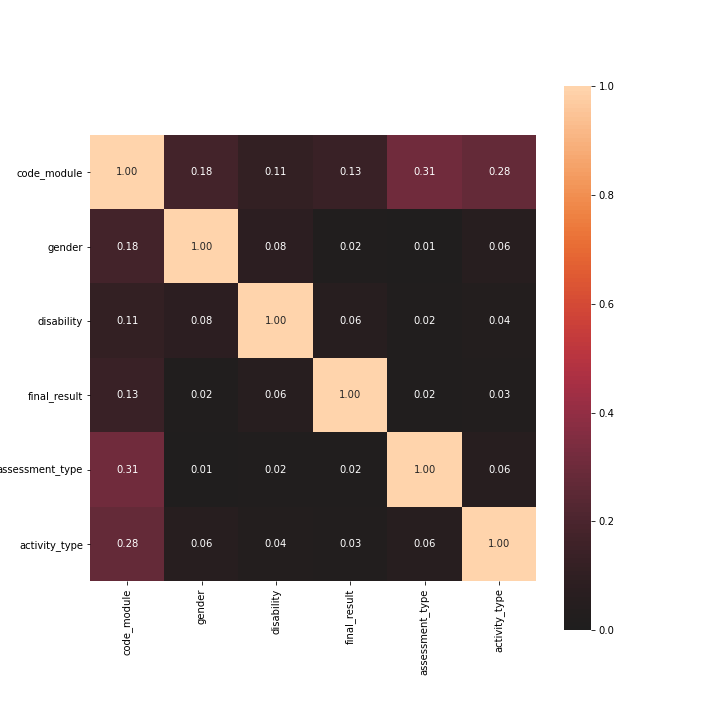 1.0
code_module 1.00 0.18 0.11 0.13 0.31 0.28
0.8
gender 0.18 1.00 0.08 0.02 0.01 0.06
disability 0.11 0.08 1.00 0.06 0.02 0.04
0.6
final_result 0.13 0.02 0.06 1.00 0.02 0.03
0.4
assessment_type 0.31 0.01 0.02 0.02 1.00 0.06
0.2
activity_type 0.28 0.06 0.04 0.03 0.06 1.00
0.0
code_module
gender
disability
final_result
assessment_type
activity_type